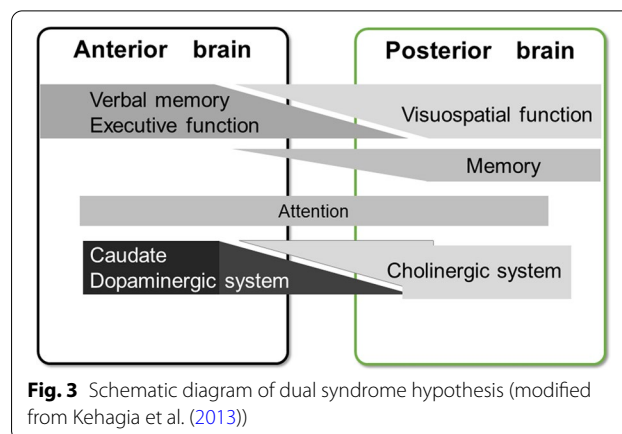 Anterior brain
Posterior brain
Verbal memory
Executive function
Visuospatial function
Memory
Attention
Caudate
Dopaminergic system
Cholinergic system
Fig. 3 Schematic diagram of dual syndrome hypothesis (modified
from Kehagia et al. (2013))